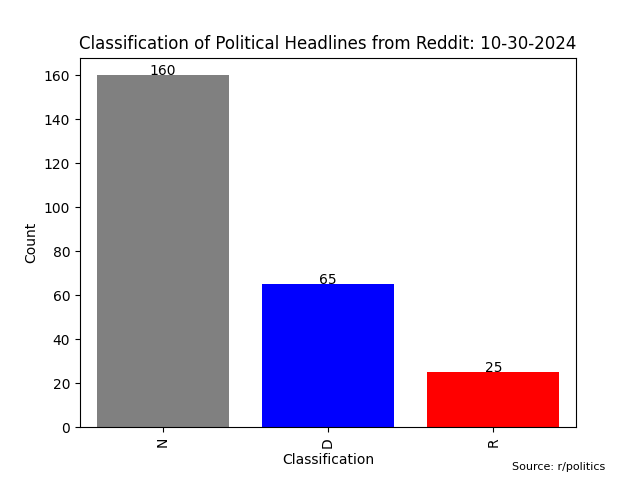 Classification of Political Headlines from Reddit: 10-30-2024
160
160
140
120
100
80
65
60
40
25
20
0
Count
N
D
R
Classification
Source: r/politics